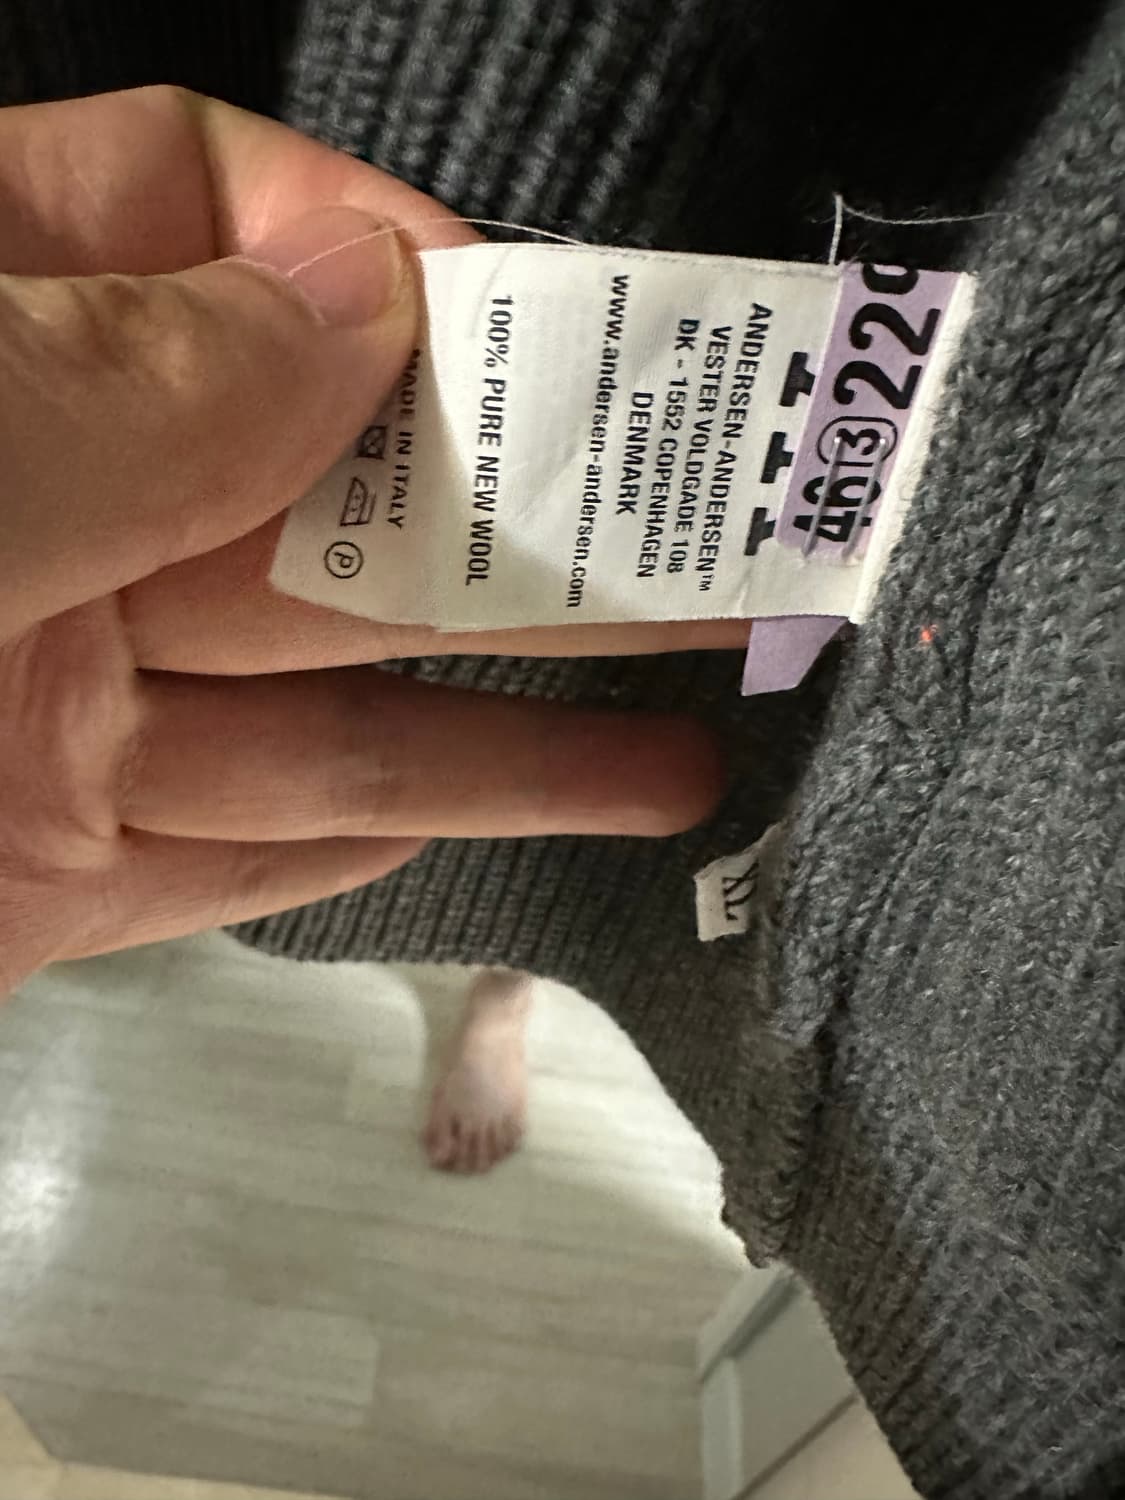 ANDERSEN-ANDERSEN™
VESTER VOLDGADE 108
DK - 1552 COPENHAGEN
DENMARK
www.andersen-andersen.com
100% PURE NEW WOOL
MADE IN ITALY
P
XL